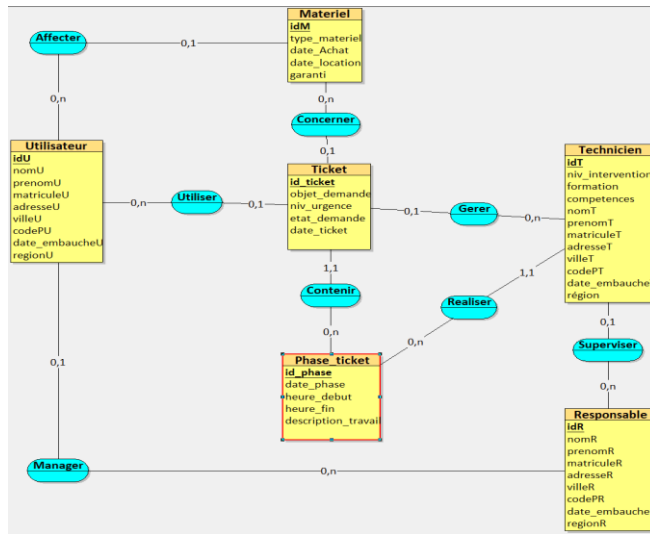 Materiel
idM
type_materiel
date_Achat
date_location
garanti
Affecter
0,1
0,n
0,n
Concerner
0,1
Utilisateur
idU
nomU
prenomU
matriculeU
adresseU
villeU
codePU
date_embaucheU
regionU
0,n
Utiliser
0,1
Ticket
id_ticket
objet_demande
niv_urgence
etat_demande
date_ticket
0,1
Gerer
0,n
Technicien
idT
niv_intervention
formation
competences
nomT
prenomT
matriculeT
adresseT
villeT
codePT
date_embauche
région
1,1
Contenir
0,n
1,1
Realiser
0,n
Phase_ticket
id_phase
date_phase
heure_debut
heure_fin
description_travail
0,1
Superviser
0,n
Responsable
idR
nomR
prenomR
matriculeR
adresseR
villeR
codePR
date_embauche
regionR
0,1
Manager
0,n